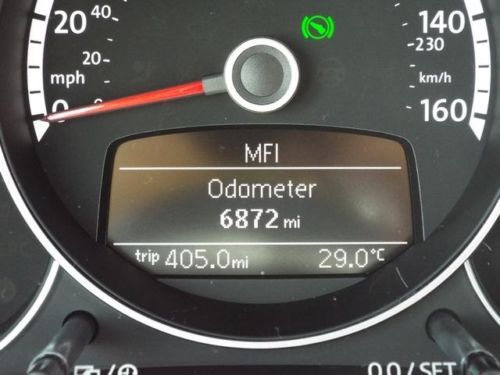 20 40 140
20 -230
mph km/h
0 0 160
MFI
Odometer
6872 mi
trip 405.0mi 29.0°C
0.0/SET